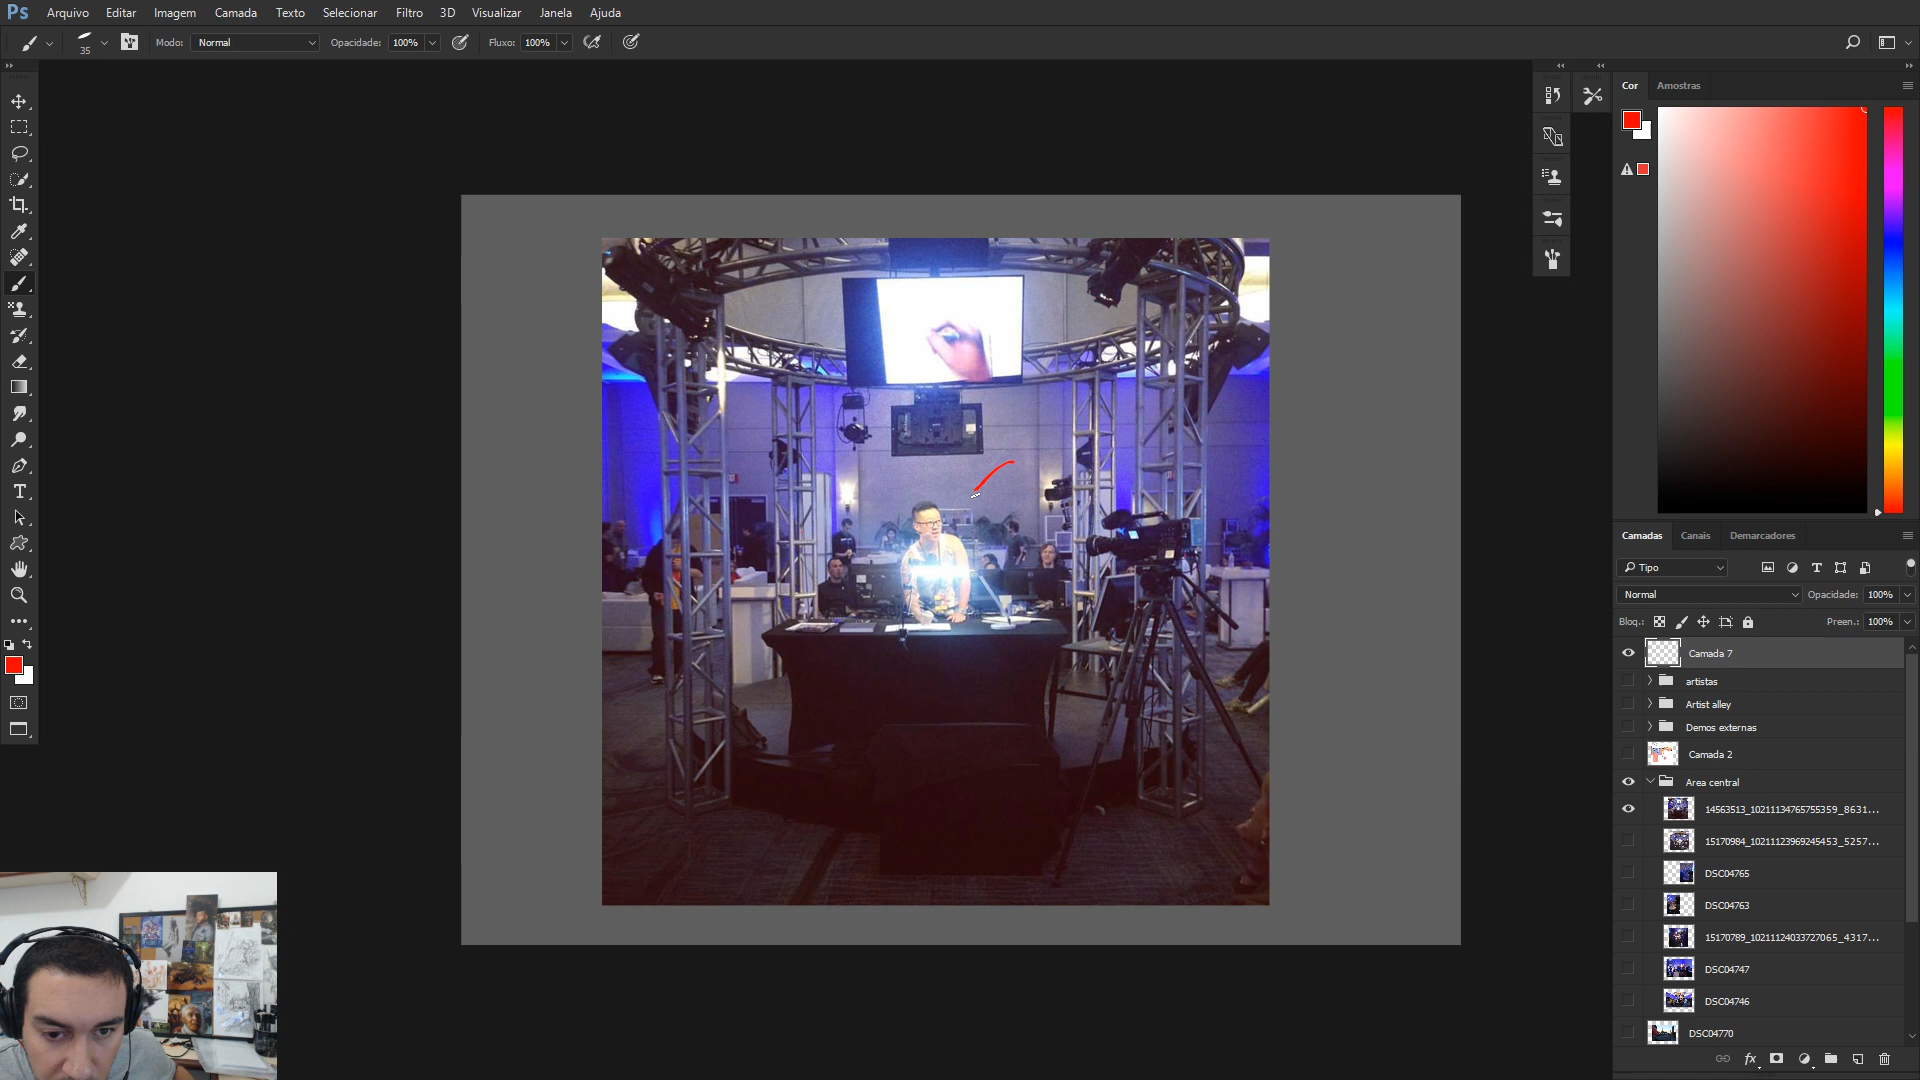 Ps Arquivo Editar Imagem Camada Texto Selecionar Filtro 3D Visualizar Janela Ajuda
35 Modo: Normal Opacidade: 100% Fluxo: 100%
Cor Amostras
Camadas Canais Demarcadores
Tipo
Normal Opacidade: 100%
Bloq.: Preen.: 100%
Camada 7
artistas
Artist alley
Demos externas
Camada 2
Area central
14563513_10211134765755359_8631...
15170984_10211123969245453_5257...
DSC04765
DSC04763
15170789_10211124033727065_4317...
DSC04747
DSC04746
DSC04770
fx